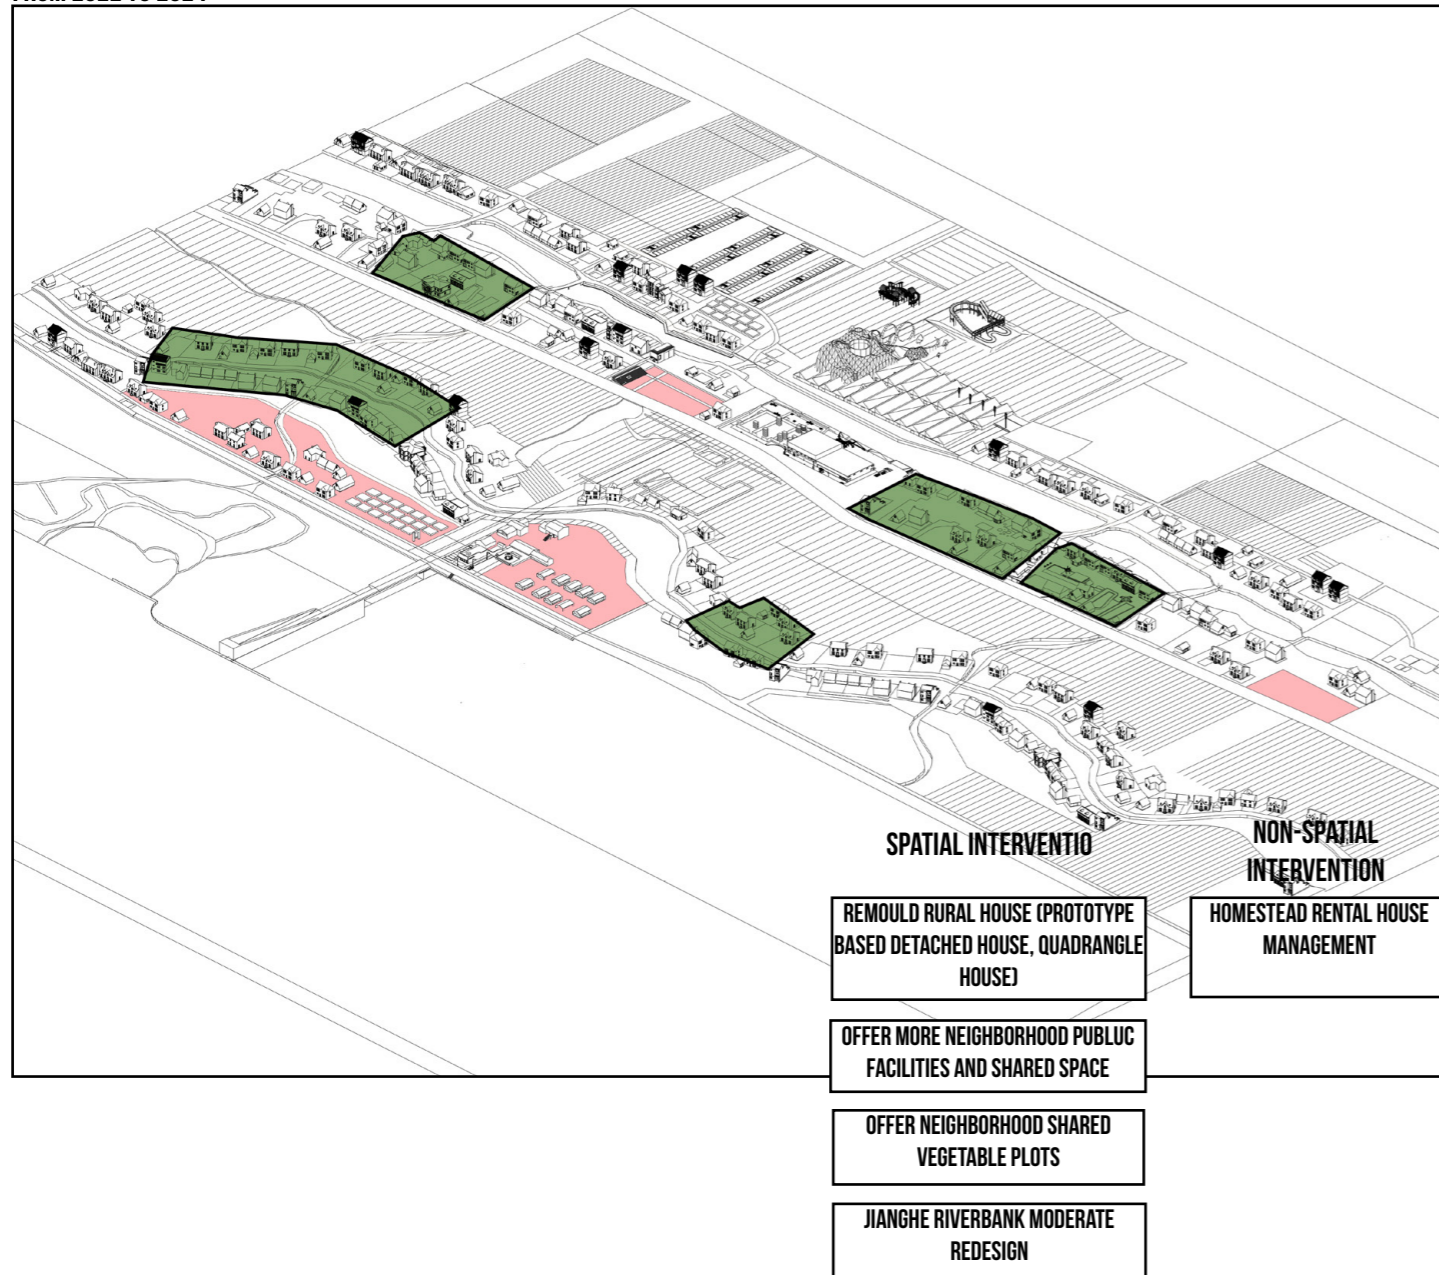 SPATIAL INTERVENTIO
NON-SPATIAL
INTERVENTION
REMOULD RURAL HOUSE (PROTOTYPE
BASED DETACHED HOUSE, QUADRANGLE
HOUSE)
HOMESTEAD RENTAL HOUSE
MANAGEMENT
OFFER MORE NEIGHBORHOOD PUBLUC
FACILITIES AND SHARED SPACE
OFFER NEIGHBORHOOD SHARED
VEGETABLE PLOTS
JIANGHE RIVERBANK MODERATE
REDESIGN